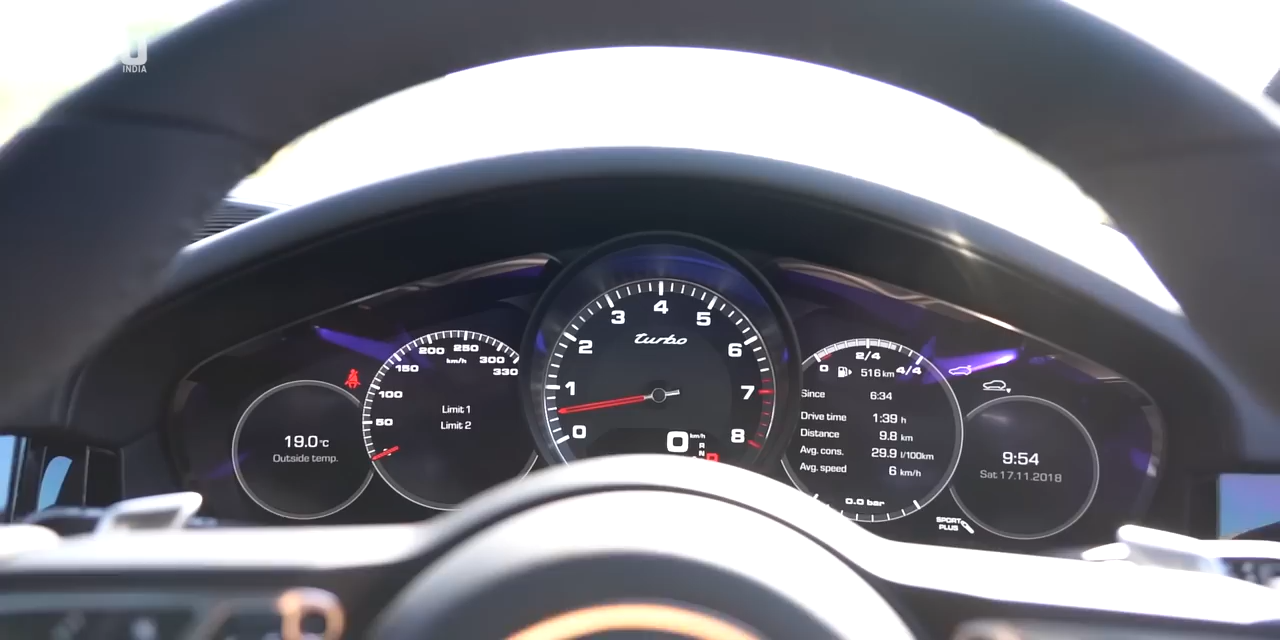 INDIA
19.0°C
Outside temp.
50
100
150
200
250
300
330
km/h
Limit 1
Limit 2
0
1
2
3
4
5
6
7
8
turbo
0 km/h
R
N
D
0
2/4
4/4
516 km
Since 6:34
Drive time 1:39 h
Distance 9.8 km
Avg. cons. 29.9 l/100km
Avg. speed 6 km/h
0.0 bar
9:54
Sat 17.11.2018
SPORT
PLUS